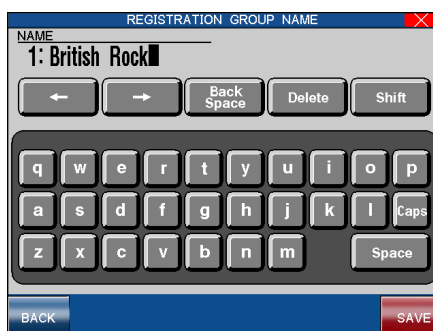 REGISTRATION GROUP NAME
NAME
1: British Rock
← → Back Space Delete Shift
q w e r t y u i o p
a s d f g h j k l Caps
z x c v b n m Space
BACK SAVE